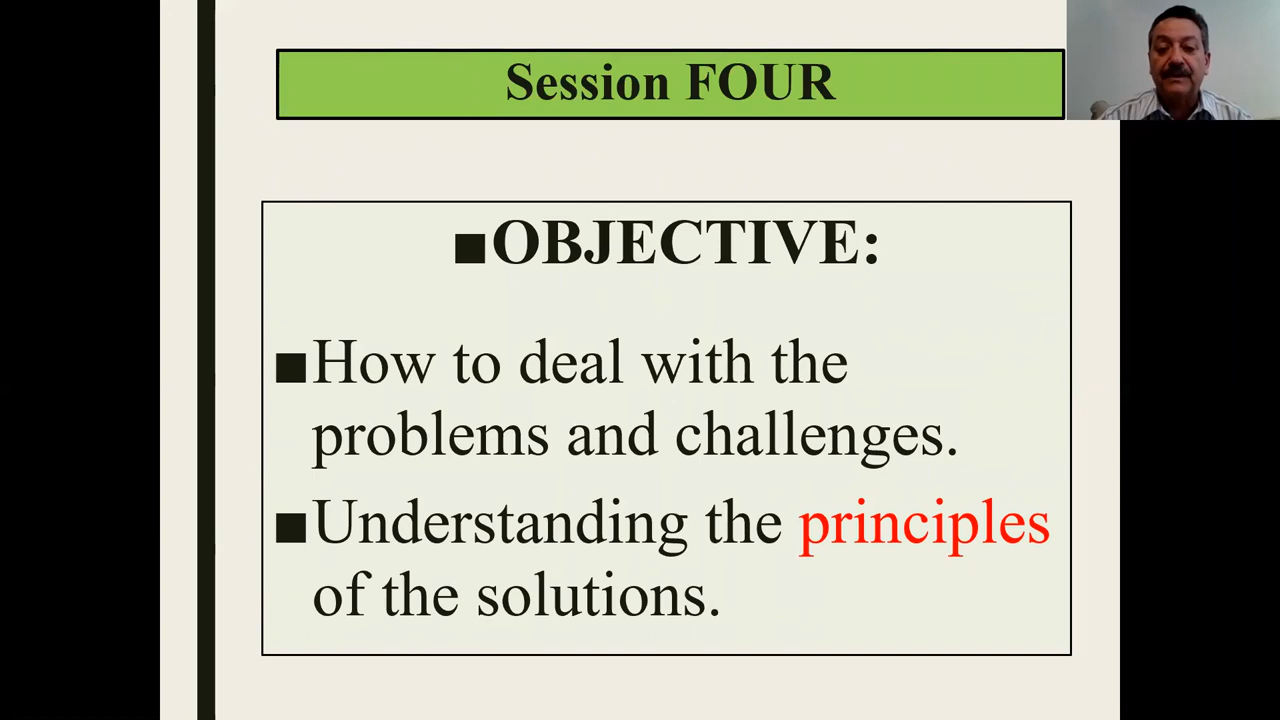 Session FOUR
■OBJECTIVE:
■How to deal with the
problems and challenges.
■Understanding the principles
of the solutions.